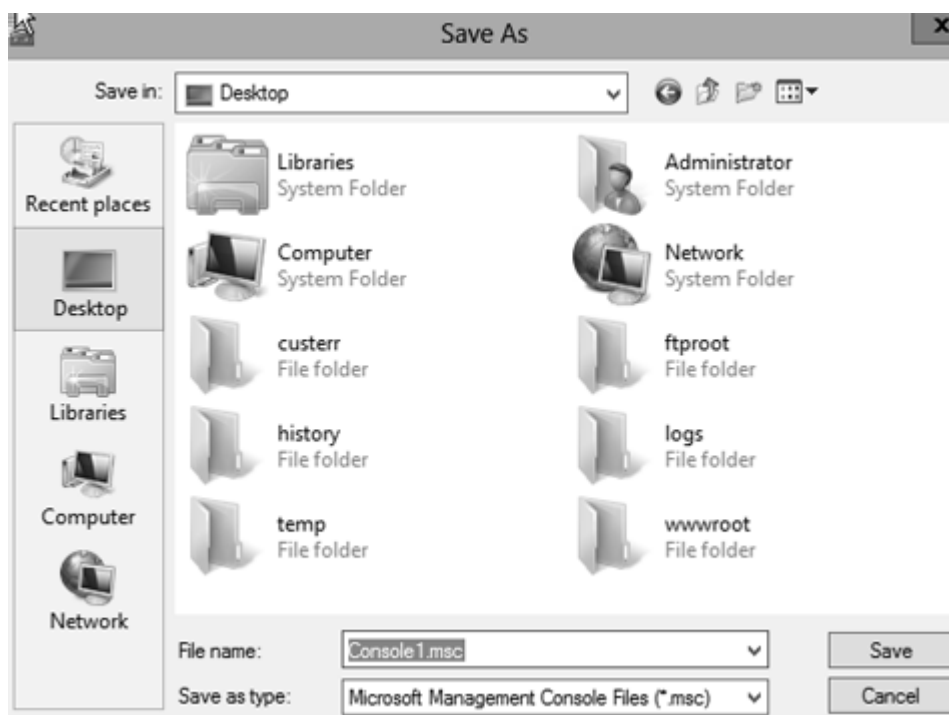 Save As
x
Save in:
Desktop
Recent places
Desktop
Libraries
Computer
Network
Libraries
System Folder
Administrator
System Folder
Computer
System Folder
Network
System Folder
custerr
File folder
ftproot
File folder
history
File folder
logs
File folder
temp
File folder
wwwroot
File folder
File name:
Console1.msc
Save
Save as type:
Microsoft Management Console Files (*.msc)
Cancel